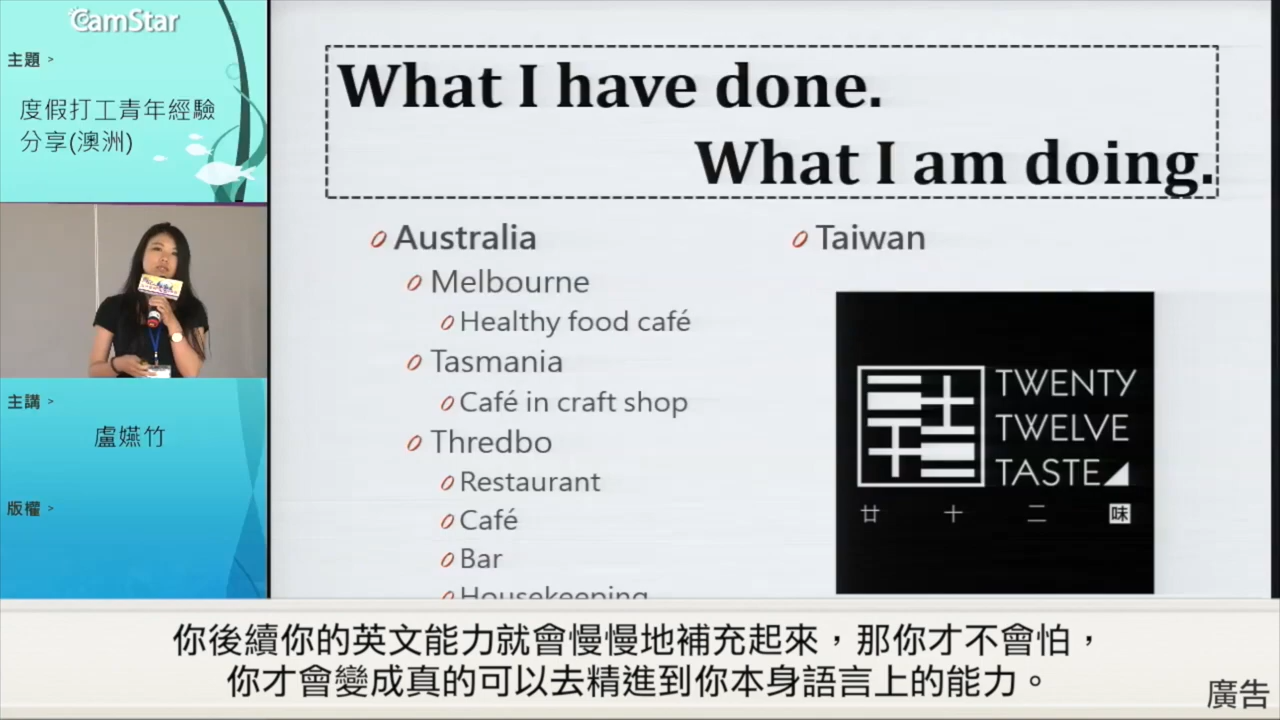 CamStar
主題 >
度假打工青年經驗
分享(澳洲)
主講 >
盧嬿竹
版權 >
What I have done.
What I am doing.
Australia
Melbourne
Healthy food café
Tasmania
Café in craft shop
Thredbo
Restaurant
Café
Bar
Housekeeping
Taiwan
TWENTY
TWELVE
TASTE
廿十二味
你後續你的英文能力就會慢慢地補充起來，那你才不會怕，
你才會變成真的可以去精進到你本身語言上的能力。
廣告